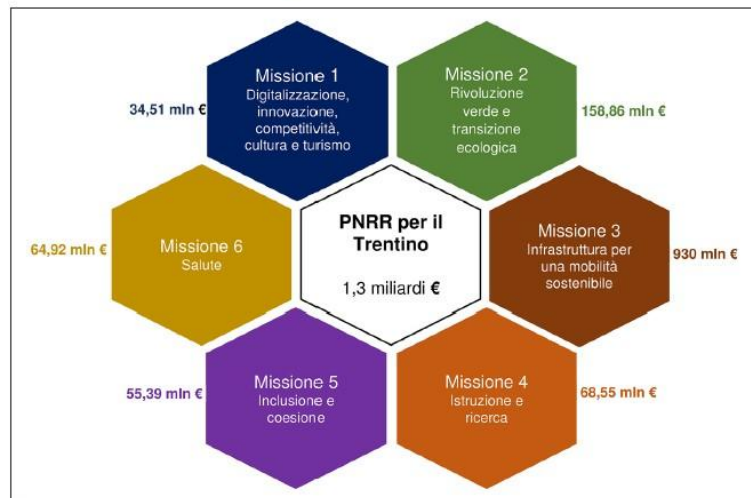 Missione 1
Digitalizzazione,
innovazione,
competitività,
cultura e turismo
34,51 mln €
Missione 2
Rivoluzione
verde e
transizione
ecologica
158,86 mln €
Missione 6
Salute
64,92 mln €
PNRR per il
Trentino
1,3 miliardi €
Missione 3
Infrastruttura per
una mobilità
sostenibile
930 mln €
Missione 5
Inclusione e
coesione
55,39 mln €
Missione 4
Istruzione e
ricerca
68,55 mln €